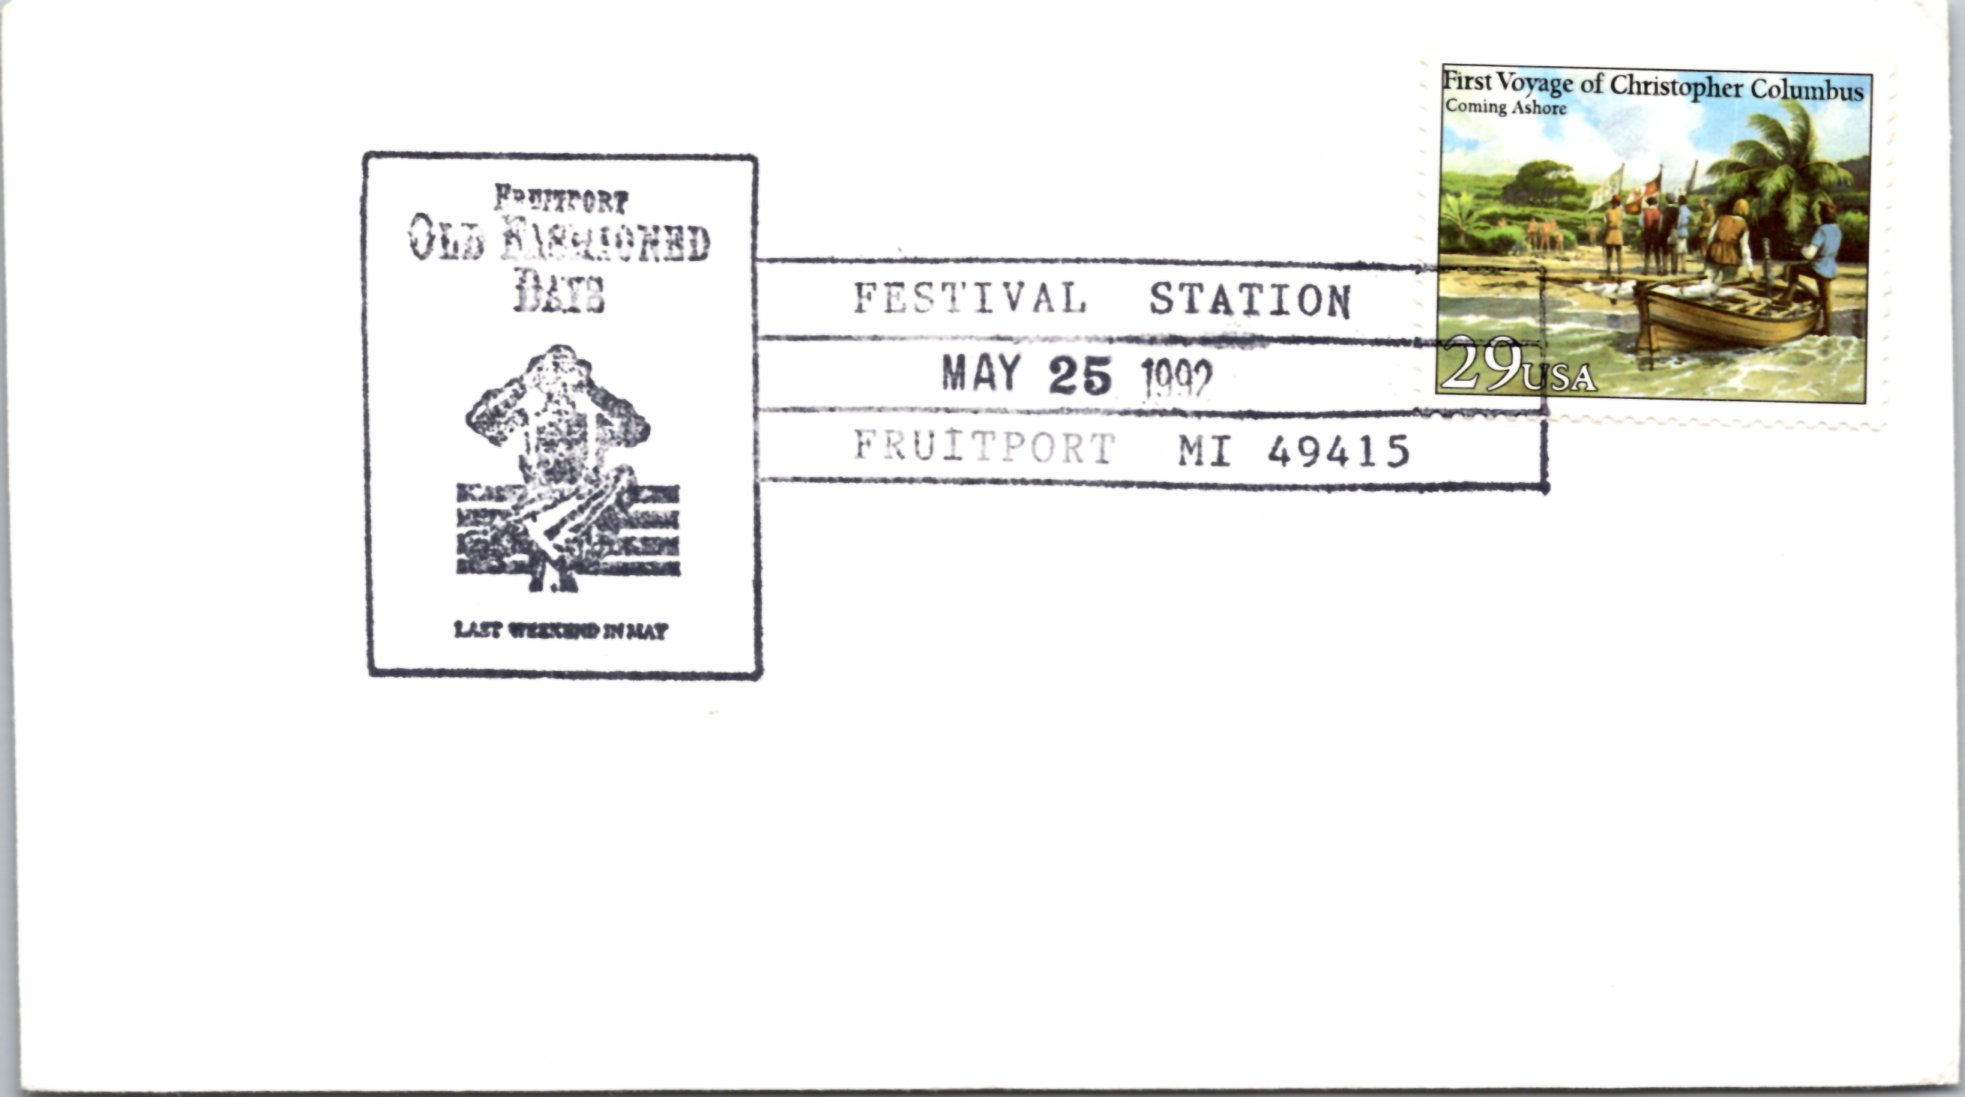 First Voyage of Christopher Columbus
Coming Ashore
29USA
FRUITPORT
OLD FASHIONED
DAYS
LAST WEEKEND IN MAY
FESTIVAL STATION
MAY 25 1992
FRUITPORT MI 49415